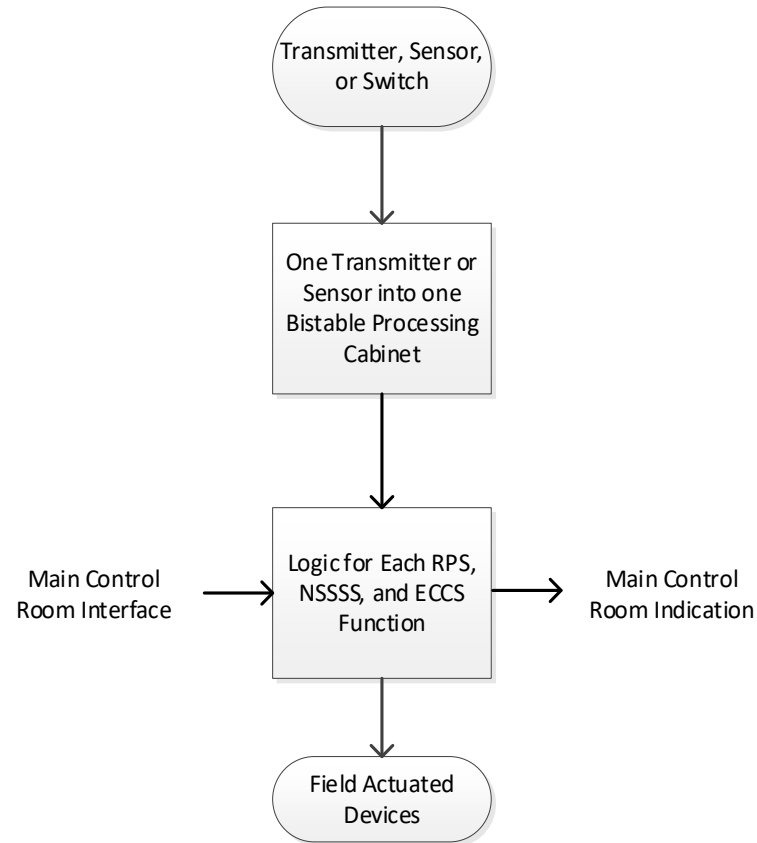 Transmitter, Sensor,
or Switch
One Transmitter or
Sensor into one
Bistable Processing
Cabinet
Main Control
Room Interface
Logic for Each RPS,
NSSSS, and ECCS
Function
Main Control
Room Indication
Field Actuated
Devices